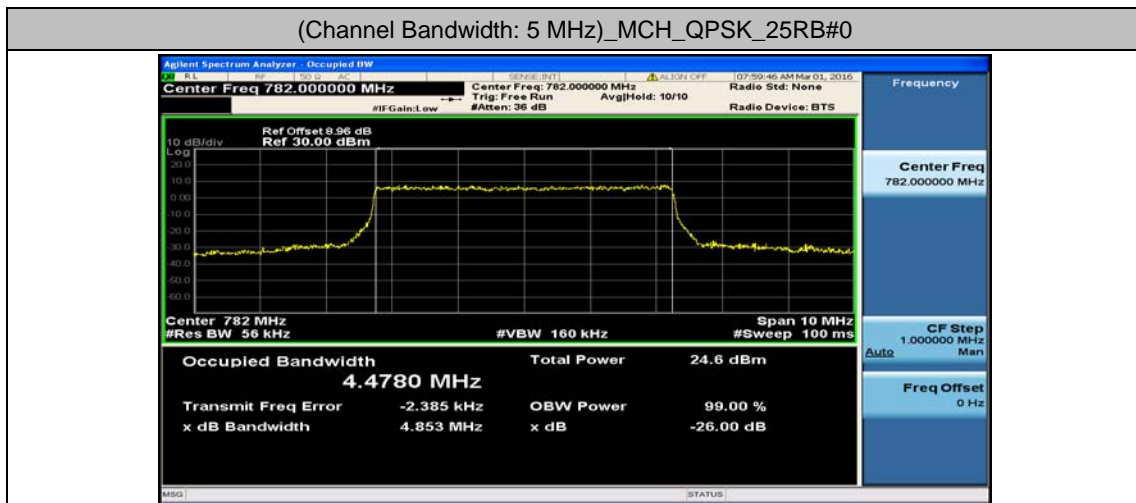 (Channel Bandwidth: 5 MHz)_MCH_QPSK_25RB#0
Agilent Spectrum Analyzer - Occupied BW
RL RF 50 Ω AC SENSE:INT ALIGN OFF 07:59:46 AM Mar 01, 2016
Center Freq 782.000000 MHz Center Freq: 782.000000 MHz Radio Std: None
Trig: Free Run Avg|Hold: 10/10
#IFGain:Low #Atten: 36 dB Radio Device: BTS
Ref Offset 8.96 dB
10 dB/div Ref 30.00 dBm
Log
20.0
10.0
0.00
-10.0
-20.0
-30.0
-40.0
-50.0
-60.0
Center 782 MHz Span 10 MHz
#Res BW 56 kHz #VBW 160 kHz #Sweep 100 ms
Occupied Bandwidth Total Power 24.6 dBm
4.4780 MHz
Transmit Freq Error -2.385 kHz OBW Power 99.00 %
x dB Bandwidth 4.853 MHz x dB -26.00 dB
MSG STATUS
Frequency
Center Freq
782.000000 MHz
CF Step
1.000000 MHz
Auto Man
Freq Offset
0 Hz